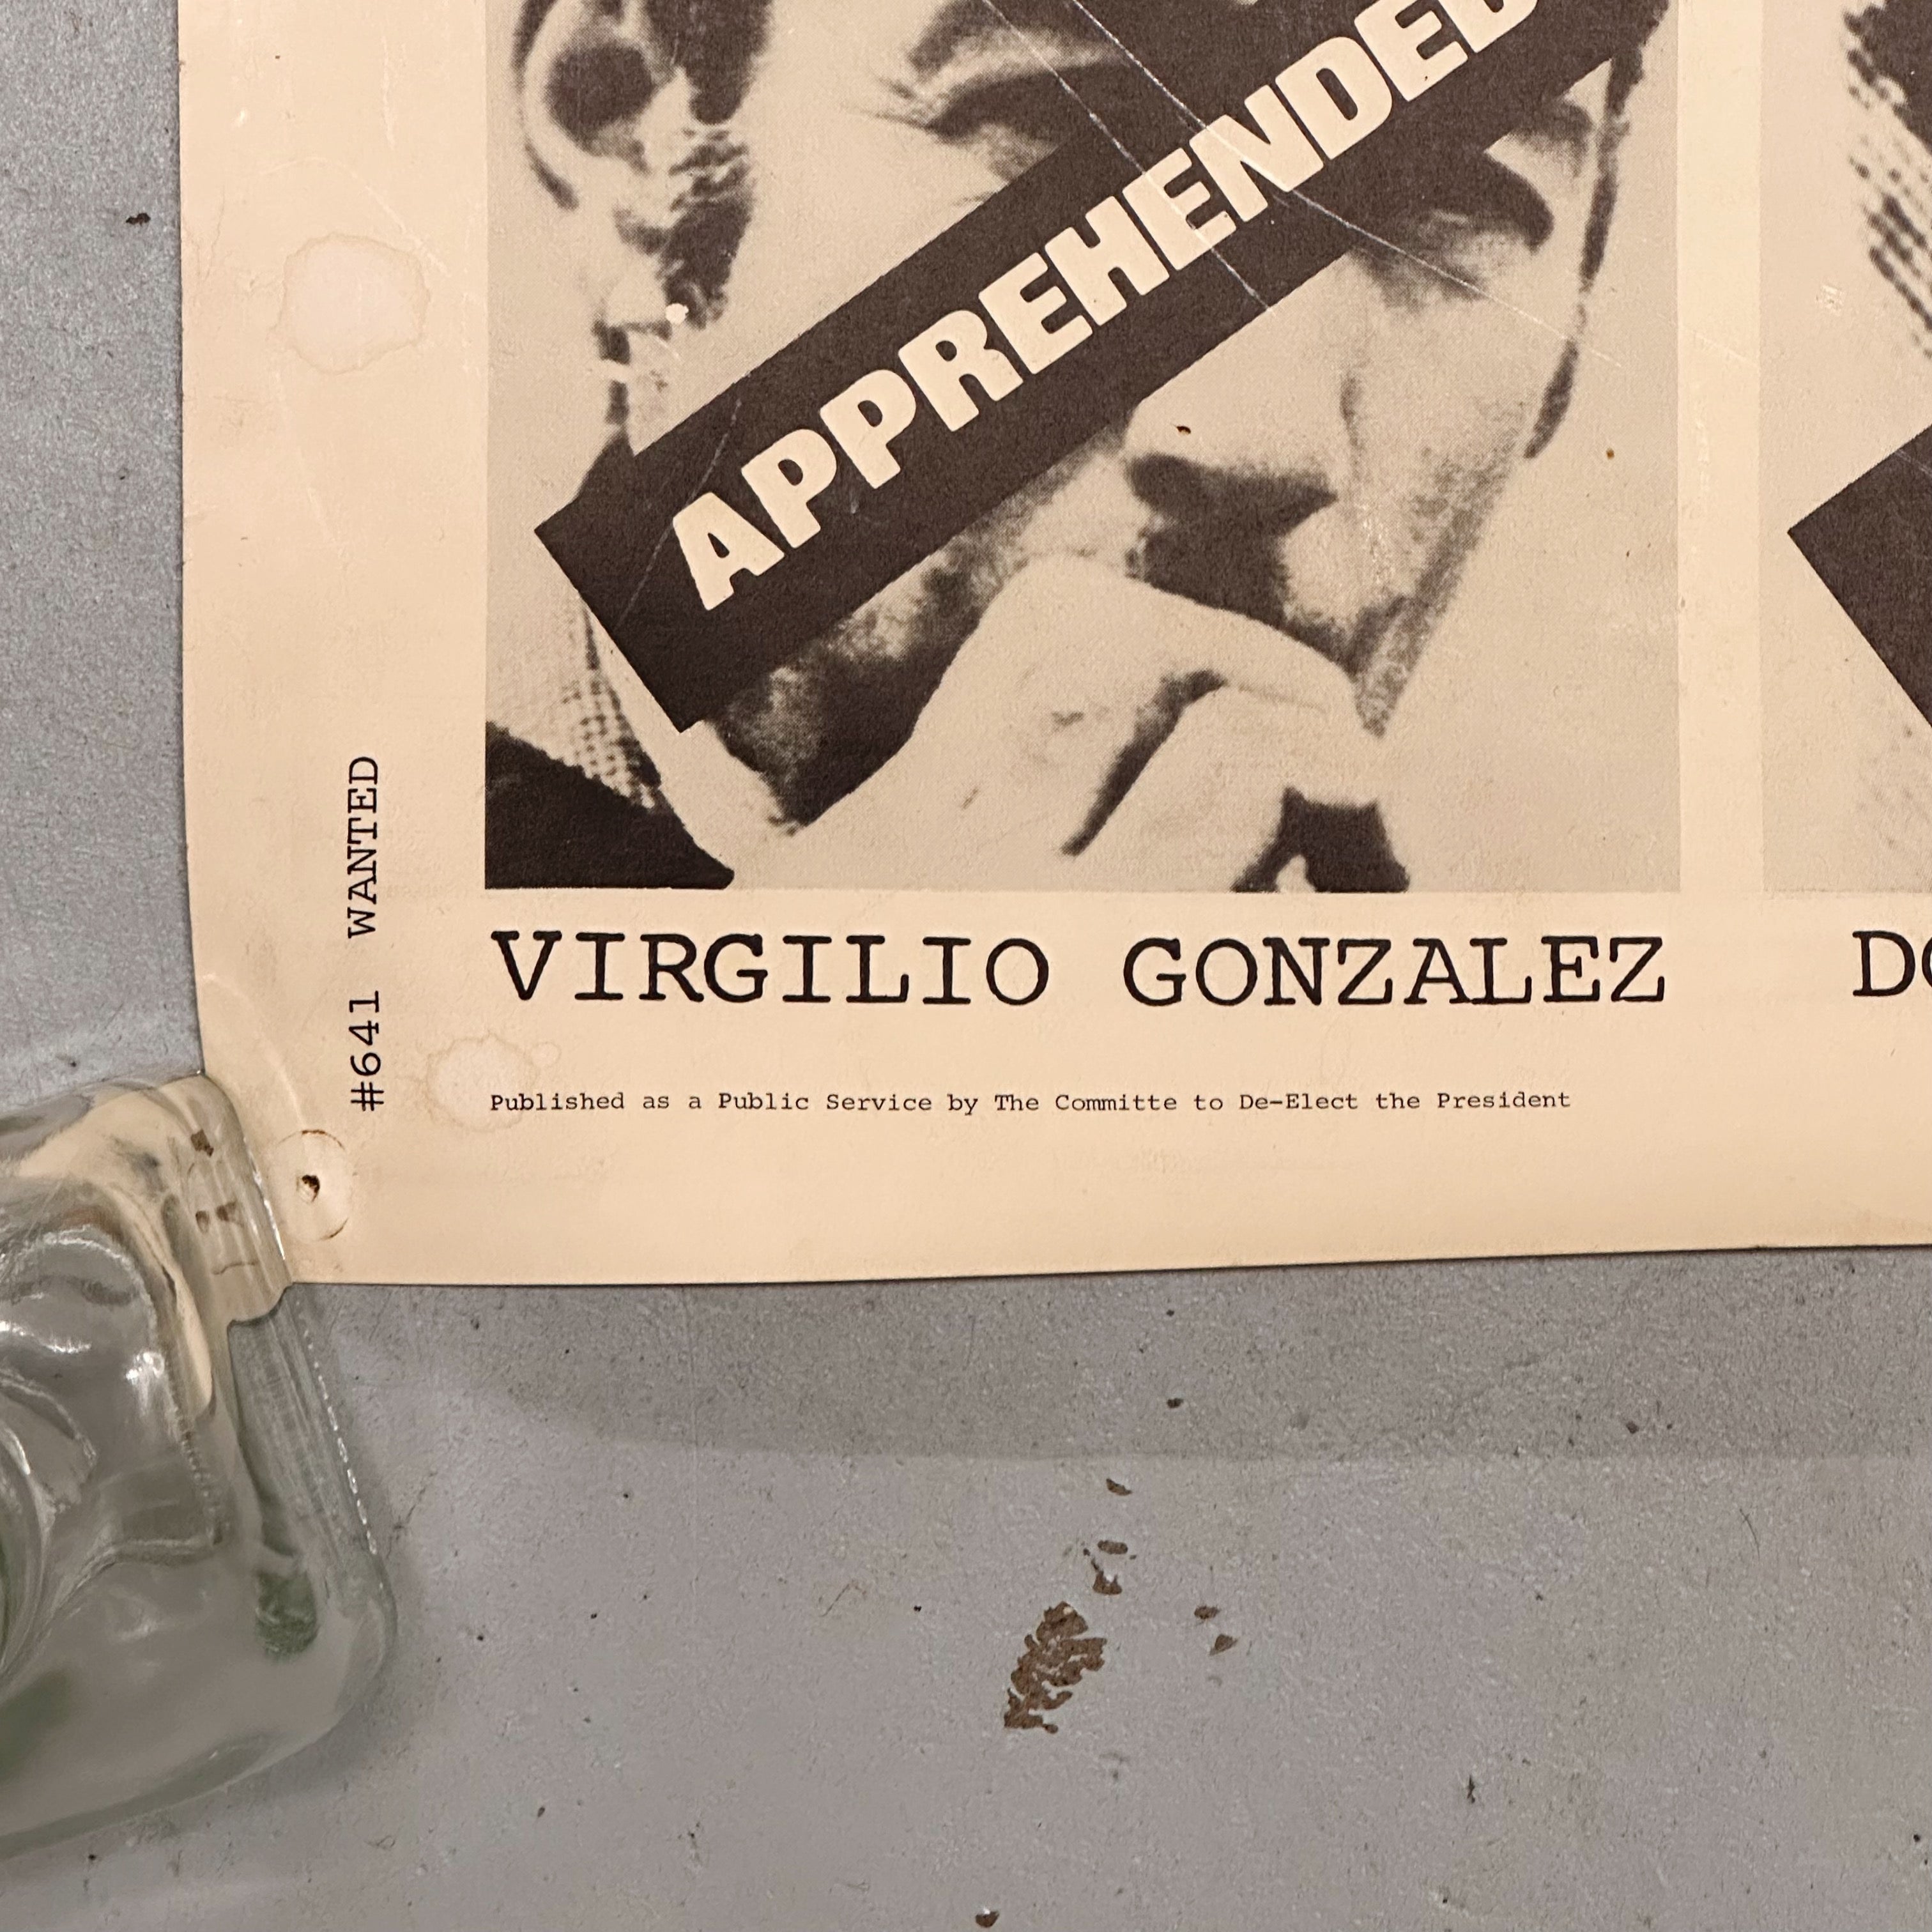 APPREHENDED
#641 WANTED
VIRGILIO GONZALEZ
Published as a Public Service by The Committe to De-Elect the President